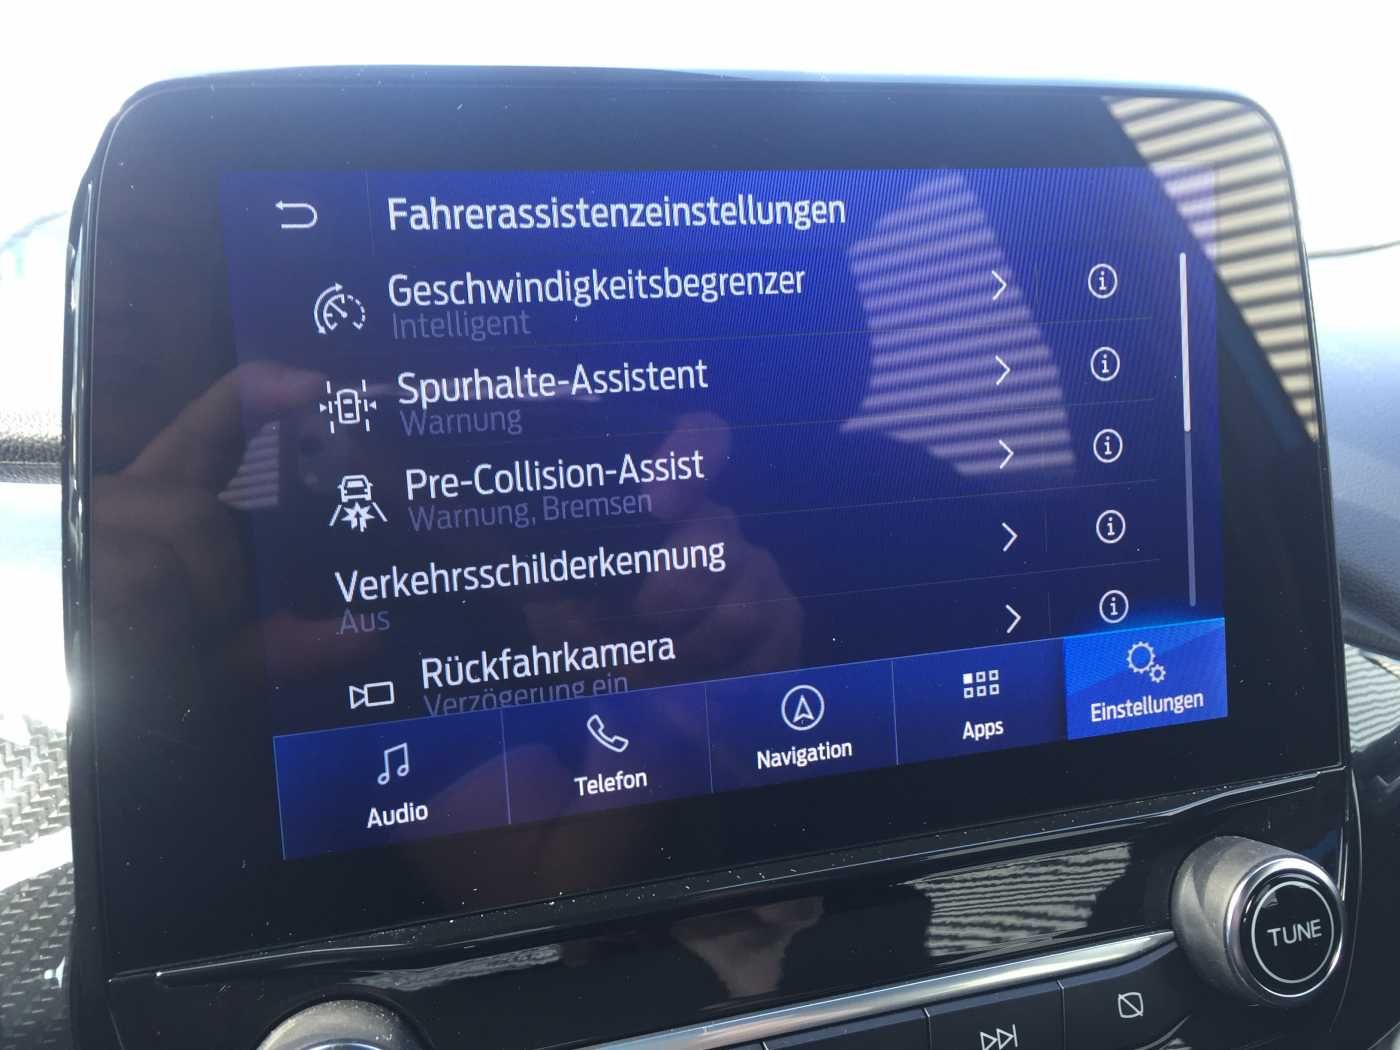 Fahrerassistenzeinstellungen
Geschwindigkeitsbegrenzer
Intelligent
Spurhalte-Assistent
Warnung
Pre-Collision-Assist
Warnung, Bremsen
Verkehrsschilderkennung
Aus
Rückfahrkamera
Verzögerung ein
Audio
Telefon
Navigation
Apps
Einstellungen
TUNE